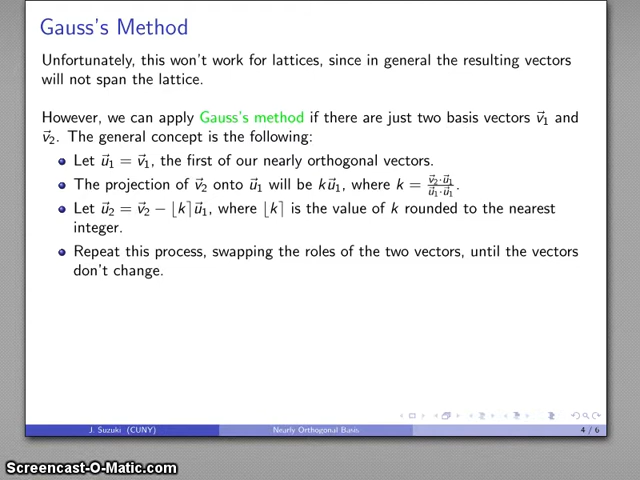 Gauss's Method
Unfortunately, this won't work for lattices, since in general the resulting vectors
will not span the lattice.
However, we can apply Gauss's method if there are just two basis vectors v⃗₁ and
v⃗₂. The general concept is the following:
Let u⃗₁ = v⃗₁, the first of our nearly orthogonal vectors.
The projection of v⃗₂ onto u⃗₁ will be ku⃗₁, where k = (v⃗₂·u⃗₁)/(u⃗₁·u⃗₁).
Let u⃗₂ = v⃗₂ − ⌊k⌉u⃗₁, where ⌊k⌉ is the value of k rounded to the nearest
integer.
Repeat this process, swapping the roles of the two vectors, until the vectors
don't change.
J. Suzuki (CUNY) Nearly Orthogonal Basis 4 / 6
Screencast-O-Matic.com